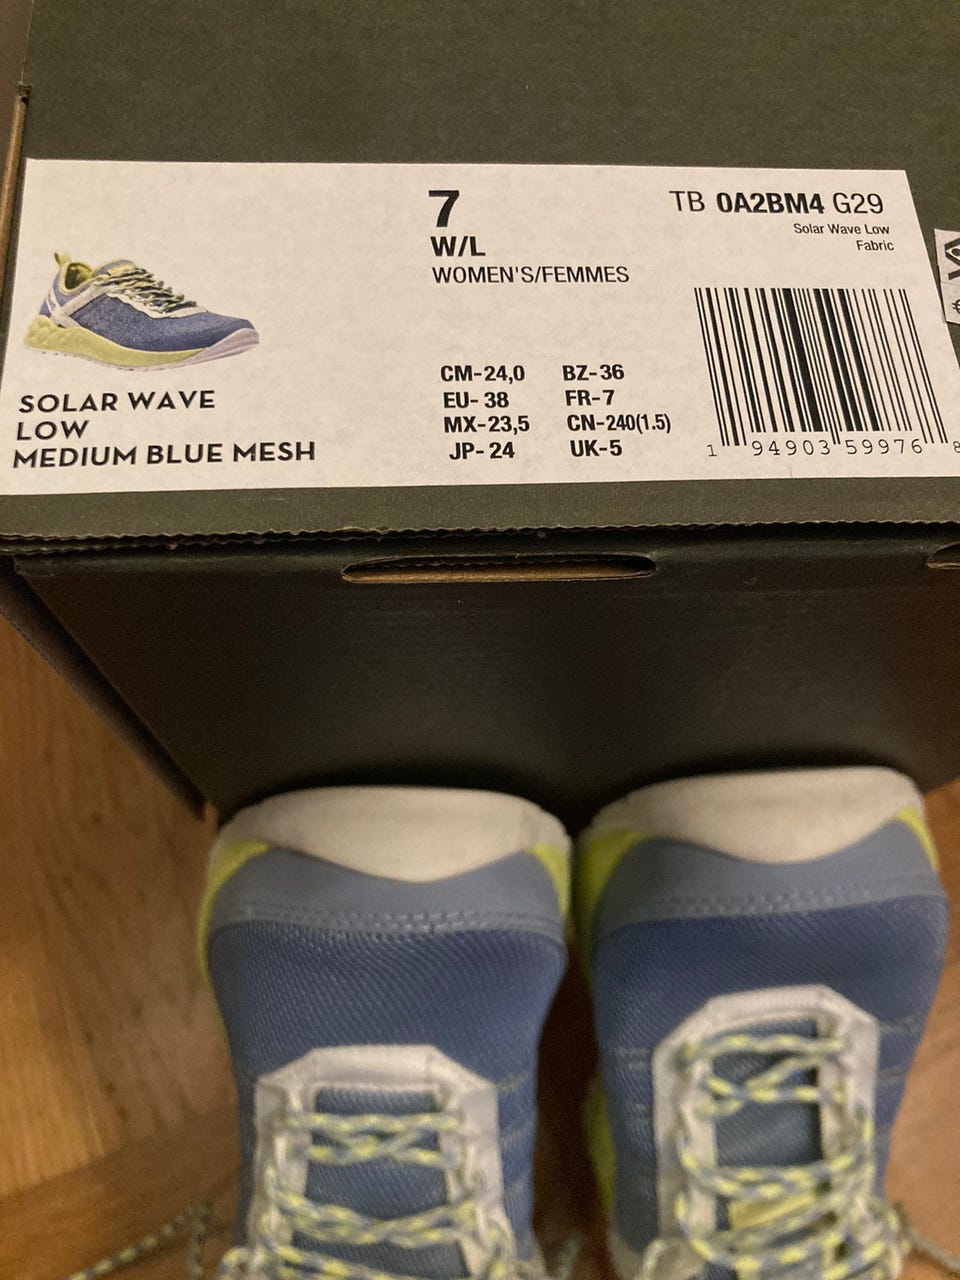 7
W/L
WOMEN'S/FEMMES
TB 0A2BM4 G29
Solar Wave Low
Fabric
SOLAR WAVE
LOW
MEDIUM BLUE MESH
CM-24,0 BZ-36
EU- 38 FR-7
MX-23,5 CN-240(1.5)
JP- 24 UK-5
1 94903 59976 8